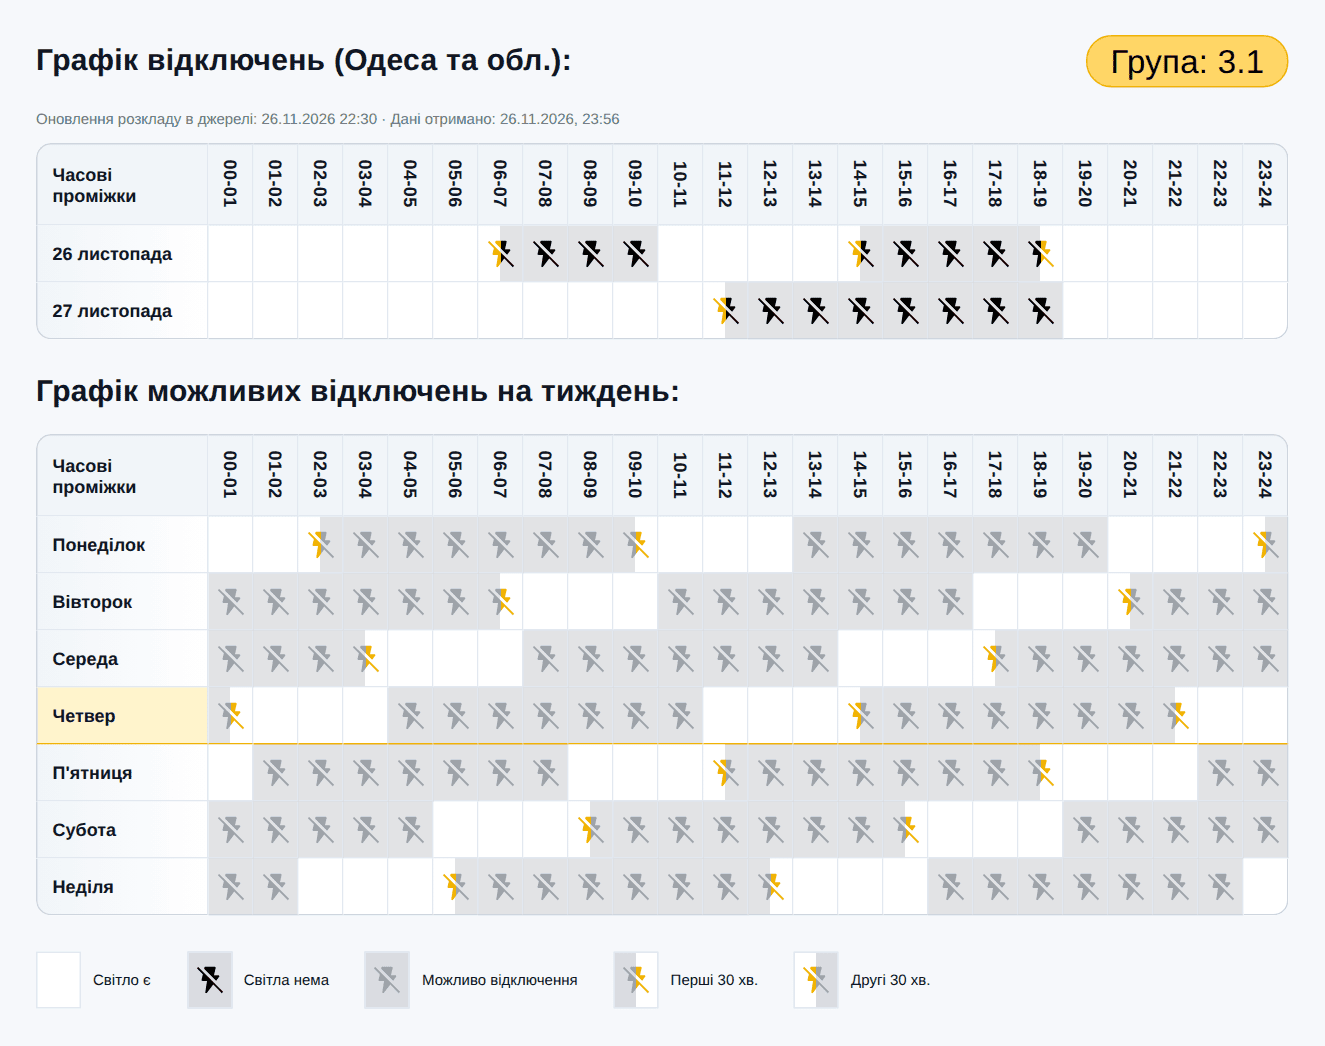 Графік відключень (Одеса та обл.):
Група: 3.1
Оновлення розкладу в джерелі: 26.11.2026 22:30 · Дані отримано: 26.11.2026, 23:56
Часові
проміжки
00-01 01-02 02-03 03-04 04-05 05-06 06-07 07-08 08-09 09-10 10-11 11-12 12-13 13-14 14-15 15-16 16-17 17-18 18-19 19-20 20-21 21-22 22-23 23-24
26 листопада
27 листопада
Графік можливих відключень на тиждень:
Часові
проміжки
00-01 01-02 02-03 03-04 04-05 05-06 06-07 07-08 08-09 09-10 10-11 11-12 12-13 13-14 14-15 15-16 16-17 17-18 18-19 19-20 20-21 21-22 22-23 23-24
Понеділок
Вівторок
Середа
Четвер
П'ятниця
Субота
Неділя
Світло є
Світла нема
Можливо відключення
Перші 30 хв.
Другі 30 хв.